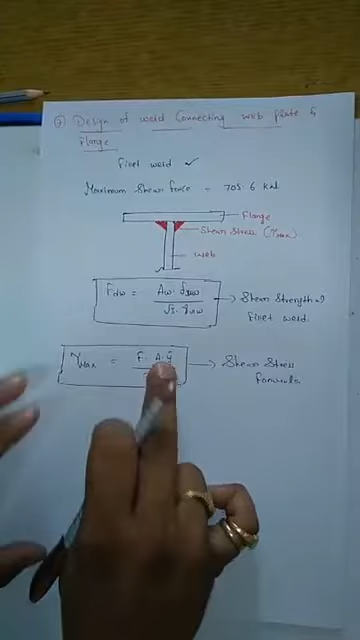 7) Design of weld Connecting web plate &
Flange
Fillet weld ✓
Maximum Shear force = 705.6 kN
Flange
Shear Stress (τmax)
web
Fdw = Aw · fuw / √3 · γmw → Shear Strength of
Fillet weld.
τmax = F · A · ȳ → Shear Stress
formula